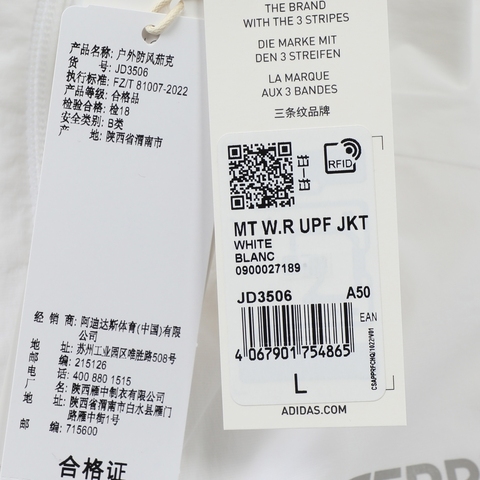 产品名称: 户外防风茄克
货 号: JD3506
执行标准: FZ/T 81007-2022
产品等级: 合格品
检验合格: 检18
安全类别: B类
产 地: 陕西省渭南市
经 销 商: 阿迪达斯体育(中国)有限
公司
地 址: 苏州工业园区唯胜路508号
邮 编: 215126
电 话: 400 880 1515
厂 名: 陕西雁中制衣有限公司
地 址: 陕西省渭南市白水县雁门
路雁中街1号
邮 编: 715600
合格证
THE BRAND
WITH THE 3 STRIPES
DIE MARKE MIT
DEN 3 STREIFEN
LA MARQUE
AUX 3 BANDES
三条纹品牌
RFID
MT W.R UPF JKT
WHITE
BLANC
0900027189
JD3506 A50
EAN
4 067901 754865
L
ADIDAS.COM